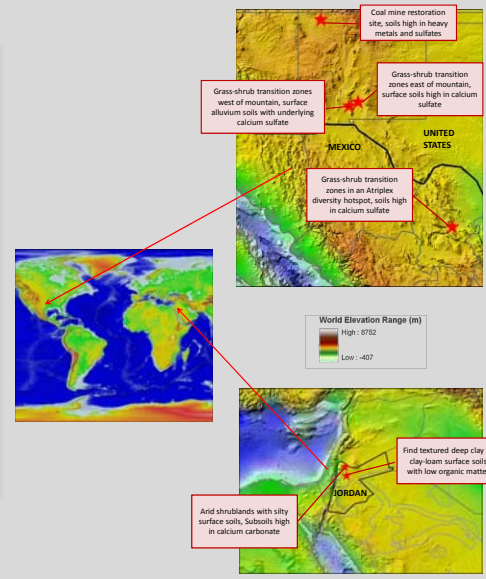 Coal mine restoration
site, soils high in heavy
metals and sulfates
Grass-shrub transition zones
west of mountain, surface
alluvium soils with underlying
calcium sulfate
Grass-shrub transition
zones east of mountain,
surface soils high in calcium
sulfate
MEXICO
UNITED
STATES
Grass-shrub transition
zones in an Atriplex
diversity hotspot, soils high
in calcium sulfate
World Elevation Range (m)
High : 8752
Low : -407
Find textured deep clay
clay-loam surface soils
with low organic matte
JORDAN
Arid shrublands with silty
surface soils, Subsoils high
in calcium carbonate